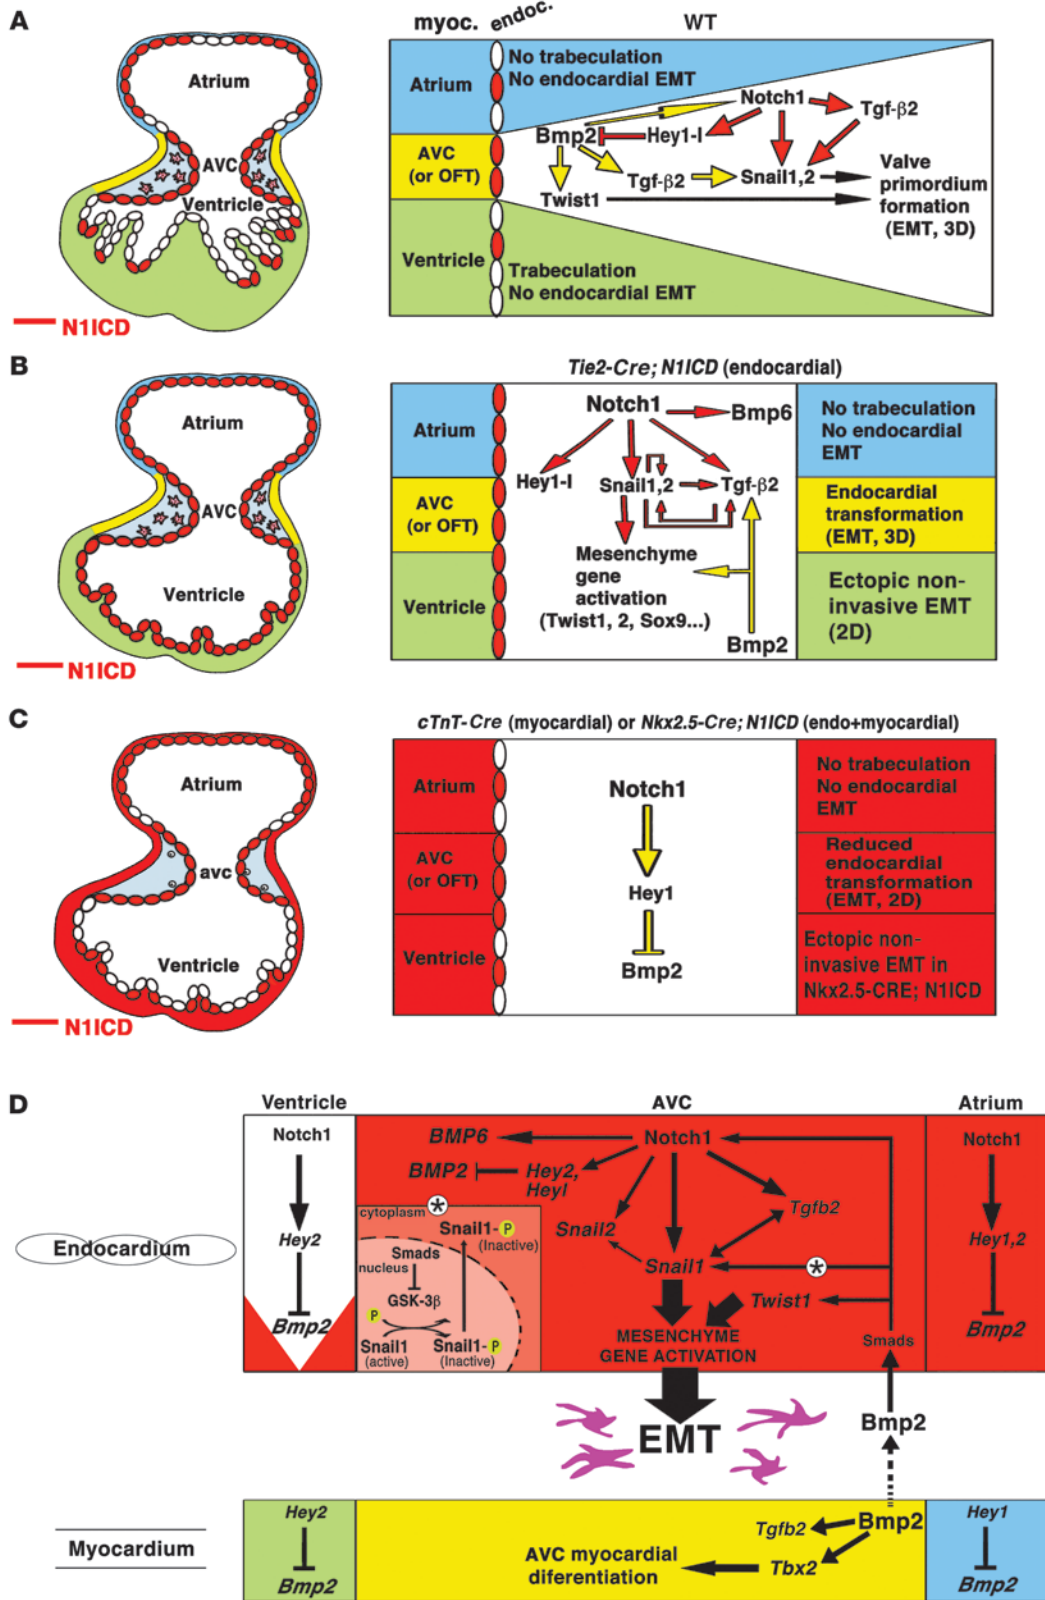 A
myoc.
endoc.
WT
Atrium
AVC
Ventricle
N1ICD
Atrium
AVC
(or OFT)
Ventricle
No trabeculation
No endocardial EMT
Notch1
Tgf-β2
Bmp2
Hey1-l
Tgf-β2
Snail1,2
Twist1
Valve
primordium
formation
(EMT, 3D)
Trabeculation
No endocardial EMT
B
Tie2-Cre; N1ICD (endocardial)
Atrium
AVC
Ventricle
N1ICD
Atrium
AVC
(or OFT)
Ventricle
Notch1
Bmp6
Hey1-l
Snail1,2
Tgf-β2
Mesenchyme
gene
activation
(Twist1, 2, Sox9...)
Bmp2
No trabeculation
No endocardial
EMT
Endocardial
transformation
(EMT, 3D)
Ectopic non-
invasive EMT
(2D)
C
cTnT-Cre (myocardial) or Nkx2.5-Cre; N1ICD (endo+myocardial)
Atrium
avc
Ventricle
N1ICD
Atrium
AVC
(or OFT)
Ventricle
Notch1
Hey1
Bmp2
No trabeculation
No endocardial
EMT
Reduced
endocardial
transformation
(EMT, 2D)
Ectopic non-
invasive EMT in
Nkx2.5-CRE; N1ICD
D
Ventricle
AVC
Atrium
Endocardium
Notch1
Hey2
Bmp2
BMP6
Notch1
BMP2
Hey2,
Heyl
Tgfb2
Snail2
Snail1
Twist1
MESENCHYME
GENE ACTIVATION
Smads
cytoplasm
*
Snail1-P
(Inactive)
Smads
nucleus
GSK-3β
P
Snail1
(active)
Snail1-P
(Inactive)
*
Notch1
Hey1,2
Bmp2
EMT
Bmp2
Myocardium
Hey2
Bmp2
Bmp2
Tgfb2
Tbx2
AVC myocardial
diferentiation
Hey1
Bmp2